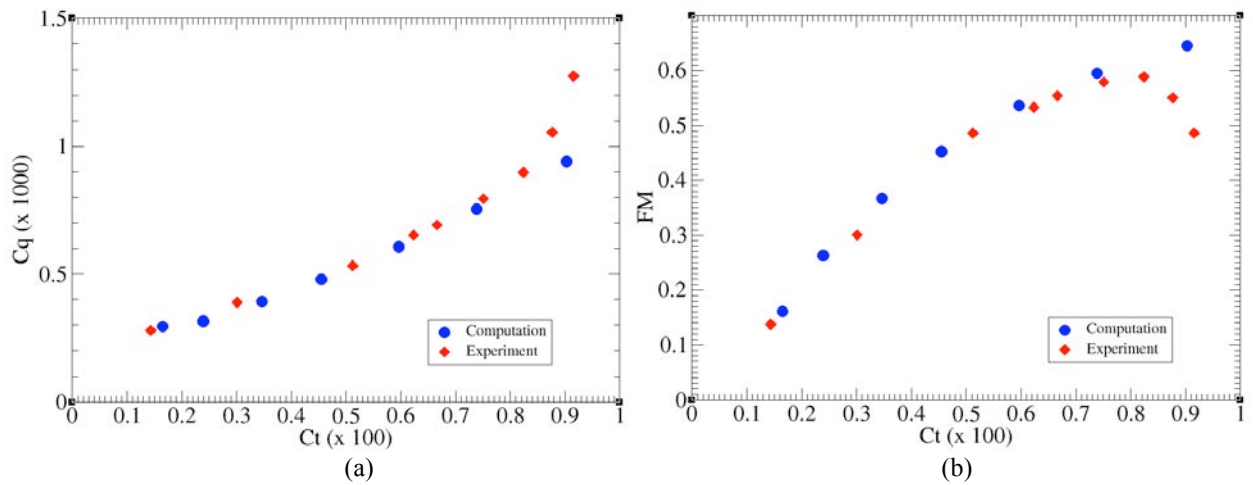 1.5
1
0.5
0
Cq (x 1000)
0 0.1 0.2 0.3 0.4 0.5 0.6 0.7 0.8 0.9 1
Ct (x 100)
Computation
Experiment
(a)
0.6
0.5
0.4
0.3
0.2
0.1
0
FM
0 0.1 0.2 0.3 0.4 0.5 0.6 0.7 0.8 0.9 1
Ct (x 100)
Computation
Experiment
(b)